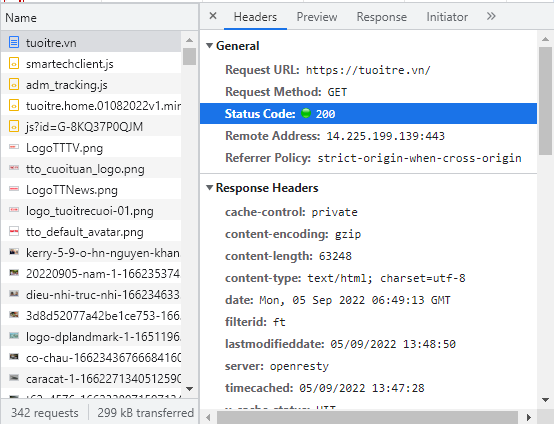 Name
tuoitre.vn
smartechclient.js
adm_tracking.js
tuoitre.home.01082022v1.min
js?id=G-8KQ37P0QJM
LogoTTTV.png
tto_cuoituan_logo.png
LogoTTNews.png
logo_tuoitrecuoi-01.png
tto_default_avatar.png
kerry-5-9-o-hn-nguyen-khan
20220905-nam-1-166235374
dieu-nhi-truc-nhi-166234633
3d8d52077a42be1ce753-166
logo-dplandmark-1-1651196
co-chau-16623436766684160
caracat-1-1662271340512590
342 requests
299 kB transferred
Headers Preview Response Initiator
General
Request URL: https://tuoitre.vn/
Request Method: GET
Status Code: 200
Remote Address: 14.225.199.139:443
Referrer Policy: strict-origin-when-cross-origin
Response Headers
cache-control: private
content-encoding: gzip
content-length: 63248
content-type: text/html; charset=utf-8
date: Mon, 05 Sep 2022 06:49:13 GMT
filterid: ft
lastmodifieddate: 05/09/2022 13:48:50
server: openresty
timecached: 05/09/2022 13:47:28